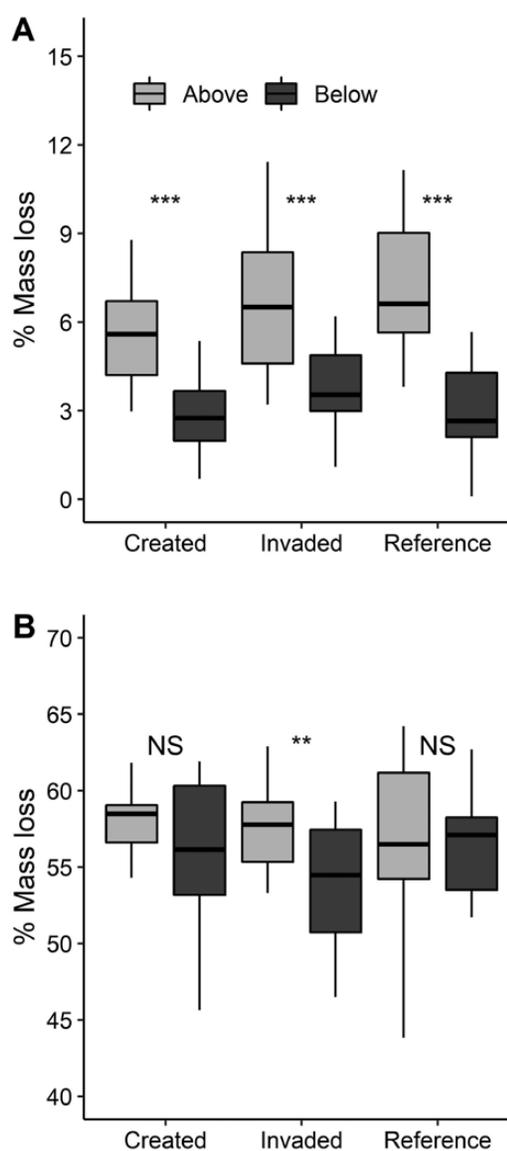 A
15
Above Below
12
*** *** ***
9
% Mass loss
6
3
0
Created Invaded Reference
B
70
65
NS ** NS
60
% Mass loss
55
50
45
40
Created Invaded Reference